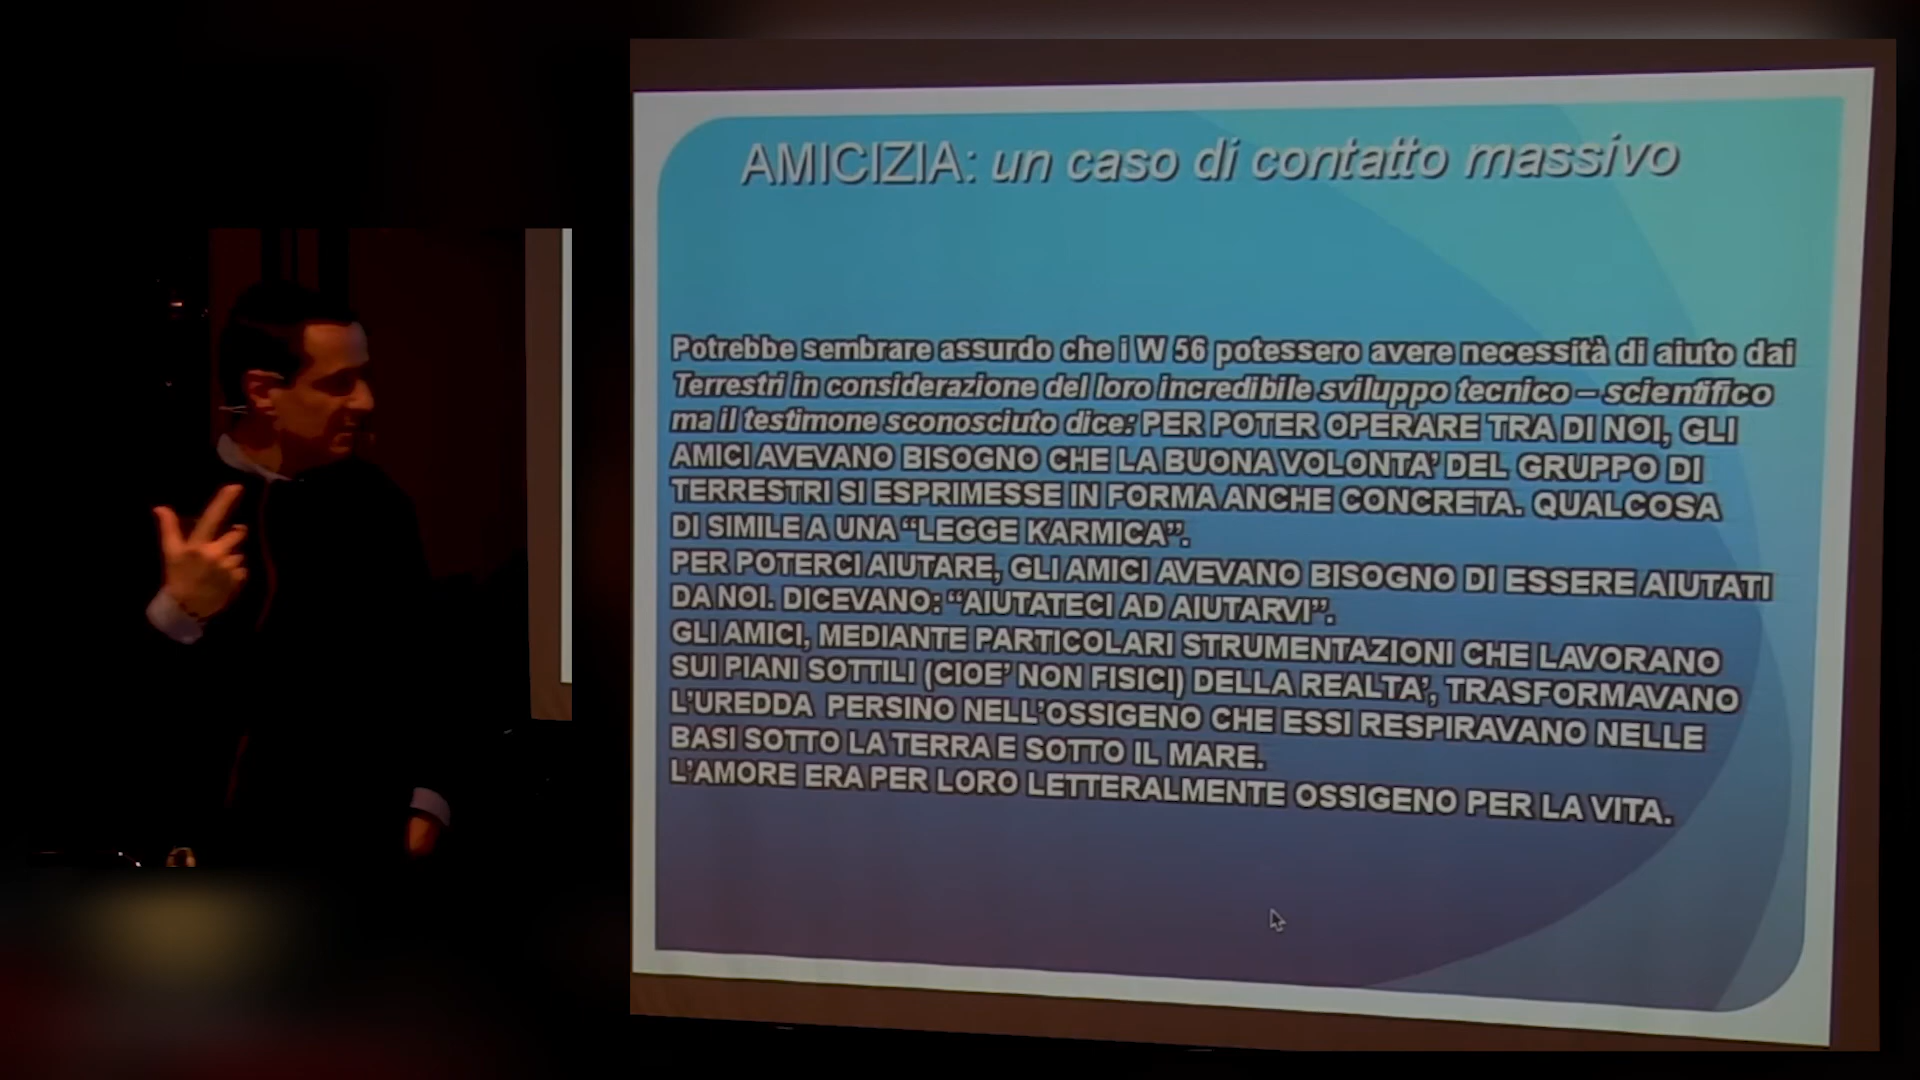 AMICIZIA: un caso di contatto massivo
Potrebbe sembrare assurdo che i W 56 potessero avere necessità di aiuto dai
Terrestri in considerazione del loro incredibile sviluppo tecnico – scientifico
ma il testimone sconosciuto dice: PER POTER OPERARE TRA DI NOI, GLI
AMICI AVEVANO BISOGNO CHE LA BUONA VOLONTA’ DEL GRUPPO DI
TERRESTRI SI ESPRIMESSE IN FORMA ANCHE CONCRETA. QUALCOSA
DI SIMILE A UNA “LEGGE KARMICA”.
PER POTERCI AIUTARE, GLI AMICI AVEVANO BISOGNO DI ESSERE AIUTATI
DA NOI. DICEVANO: “AIUTATECI AD AIUTARVI”.
GLI AMICI, MEDIANTE PARTICOLARI STRUMENTAZIONI CHE LAVORANO
SUI PIANI SOTTILI (CIOE’ NON FISICI) DELLA REALTA’, TRASFORMAVANO
L’UREDDA PERSINO NELL’OSSIGENO CHE ESSI RESPIRAVANO NELLE
BASI SOTTO LA TERRA E SOTTO IL MARE.
L’AMORE ERA PER LORO LETTERALMENTE OSSIGENO PER LA VITA.